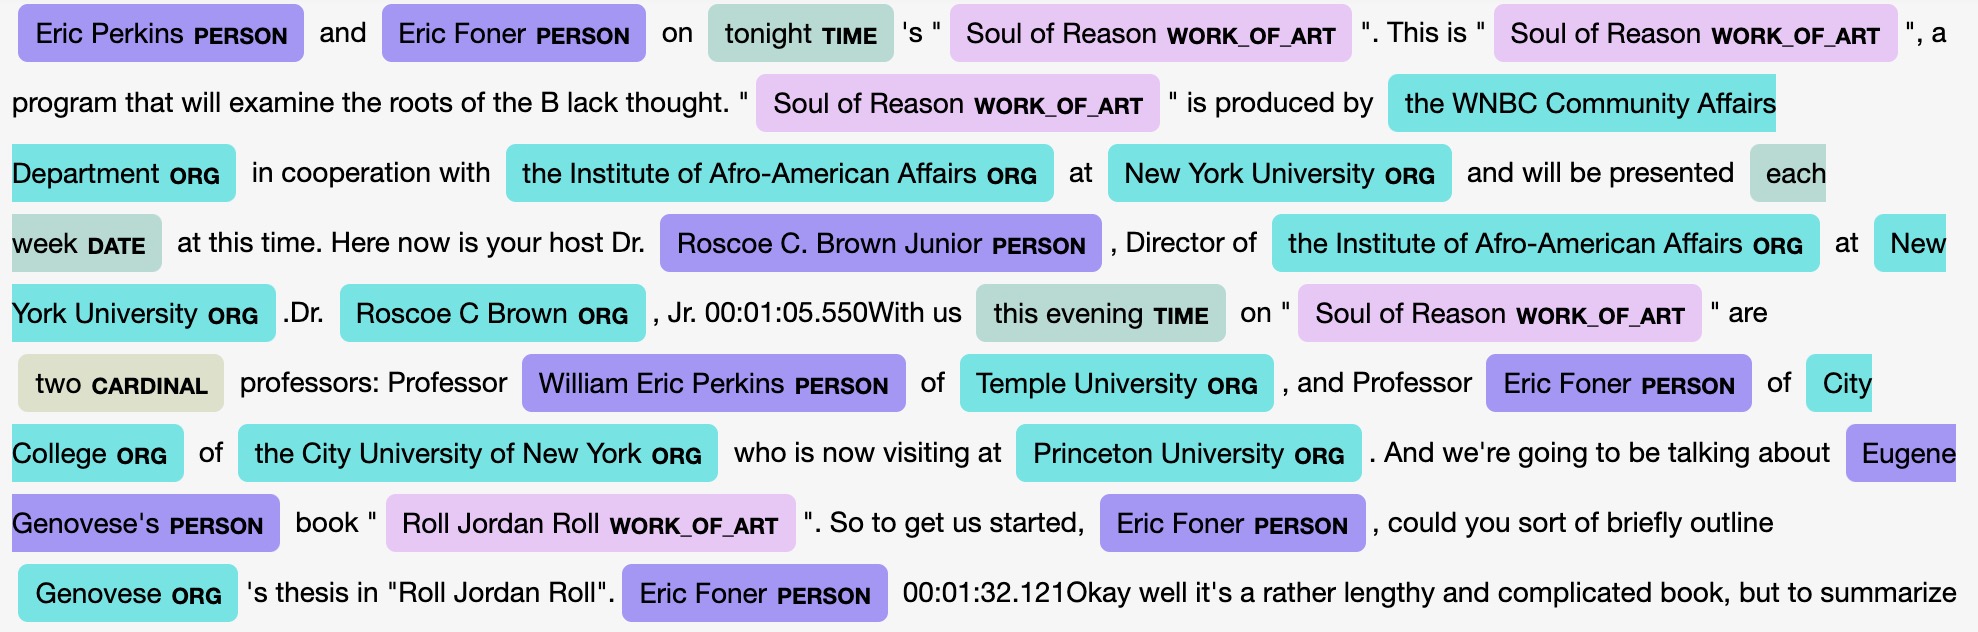 Eric Perkins PERSON and Eric Foner PERSON on tonight TIME 's " Soul of Reason WORK_OF_ART ". This is " Soul of Reason WORK_OF_ART ", a
program that will examine the roots of the B lack thought. " Soul of Reason WORK_OF_ART " is produced by the WNBC Community Affairs
Department ORG in cooperation with the Institute of Afro-American Affairs ORG at New York University ORG and will be presented each
week DATE at this time. Here now is your host Dr. Roscoe C. Brown Junior PERSON , Director of the Institute of Afro-American Affairs ORG at New
York University ORG .Dr. Roscoe C Brown ORG , Jr. 00:01:05.550With us this evening TIME on " Soul of Reason WORK_OF_ART " are
two CARDINAL professors: Professor William Eric Perkins PERSON of Temple University ORG , and Professor Eric Foner PERSON of City
College ORG of the City University of New York ORG who is now visiting at Princeton University ORG . And we're going to be talking about Eugene
Genovese's PERSON book " Roll Jordan Roll WORK_OF_ART ". So to get us started, Eric Foner PERSON , could you sort of briefly outline
Genovese ORG 's thesis in "Roll Jordan Roll". Eric Foner PERSON 00:01:32.121Okay well it's a rather lengthy and complicated book, but to summarize